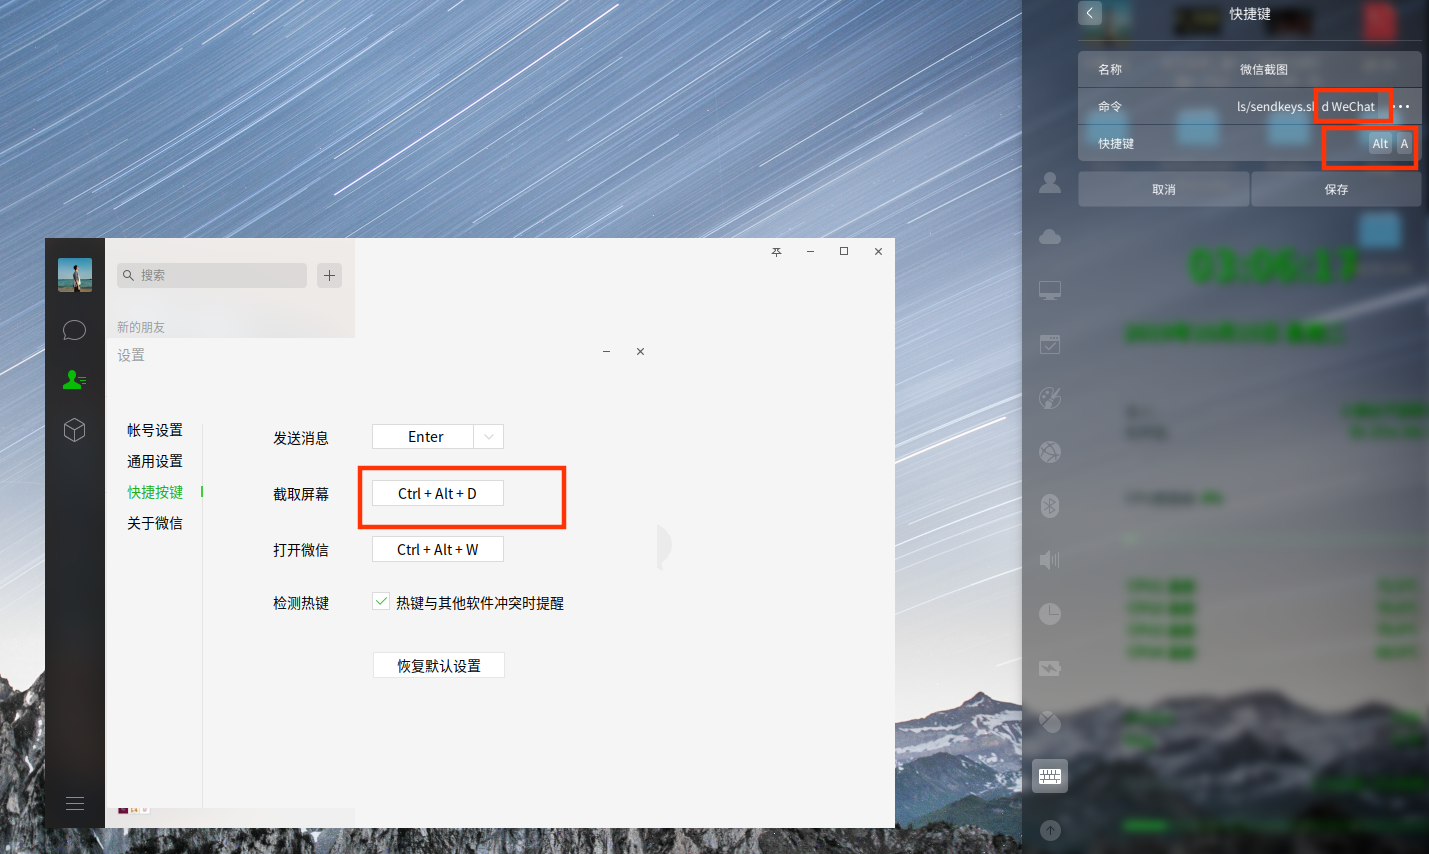 快捷键
名称 微信截图
命令 ls/sendkeys.sh d WeChat ...
快捷键 Alt A
取消 保存
03:06:17
搜索
新的朋友
设置
帐号设置
通用设置
快捷按键
关于微信
发送消息 Enter
截取屏幕 Ctrl + Alt + D
打开微信 Ctrl + Alt + W
检测热键 热键与其他软件冲突时提醒
恢复默认设置